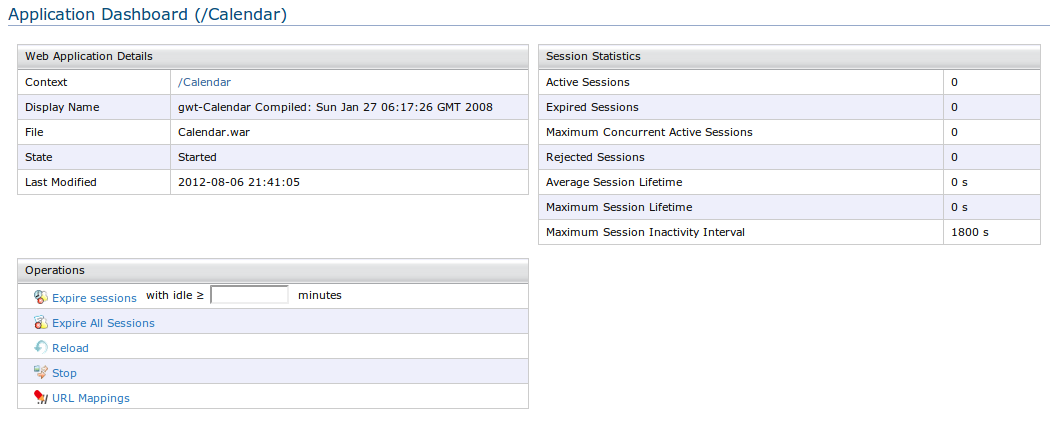 Application Dashboard (/Calendar)
Web Application Details
Context /Calendar
Display Name gwt-Calendar Compiled: Sun Jan 27 06:17:26 GMT 2008
File Calendar.war
State Started
Last Modified 2012-08-06 21:41:05
Session Statistics
Active Sessions 0
Expired Sessions 0
Maximum Concurrent Active Sessions 0
Rejected Sessions 0
Average Session Lifetime 0 s
Maximum Session Lifetime 0 s
Maximum Session Inactivity Interval 1800 s
Operations
Expire sessions with idle ≥ minutes
Expire All Sessions
Reload
Stop
URL Mappings